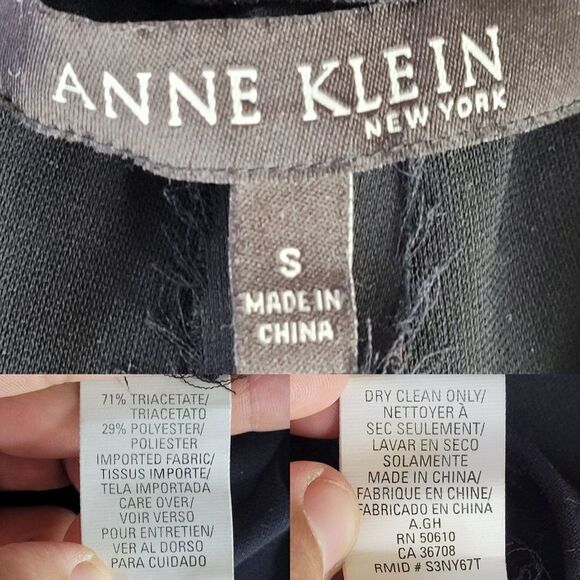 ANNE KLEIN
NEW YORK
S
MADE IN
CHINA
71% TRIACETATE/
TRIACETATO
29% POLYESTER/
POLIESTER
IMPORTED FABRIC/
TISSUS IMPORTE/
TELA IMPORTADA
CARE OVER/
VOIR VERSO
POUR ENTRETIEN/
VER AL DORSO
PARA CUIDADO
DRY CLEAN ONLY/
NETTOYER À
SEC SEULEMENT/
LAVAR EN SECO
SOLAMENTE
MADE IN CHINA/
FABRIQUE EN CHINE/
FABRICADO EN CHINA
A.GH
RN 50610
CA 36708
RMID # S3NY67T